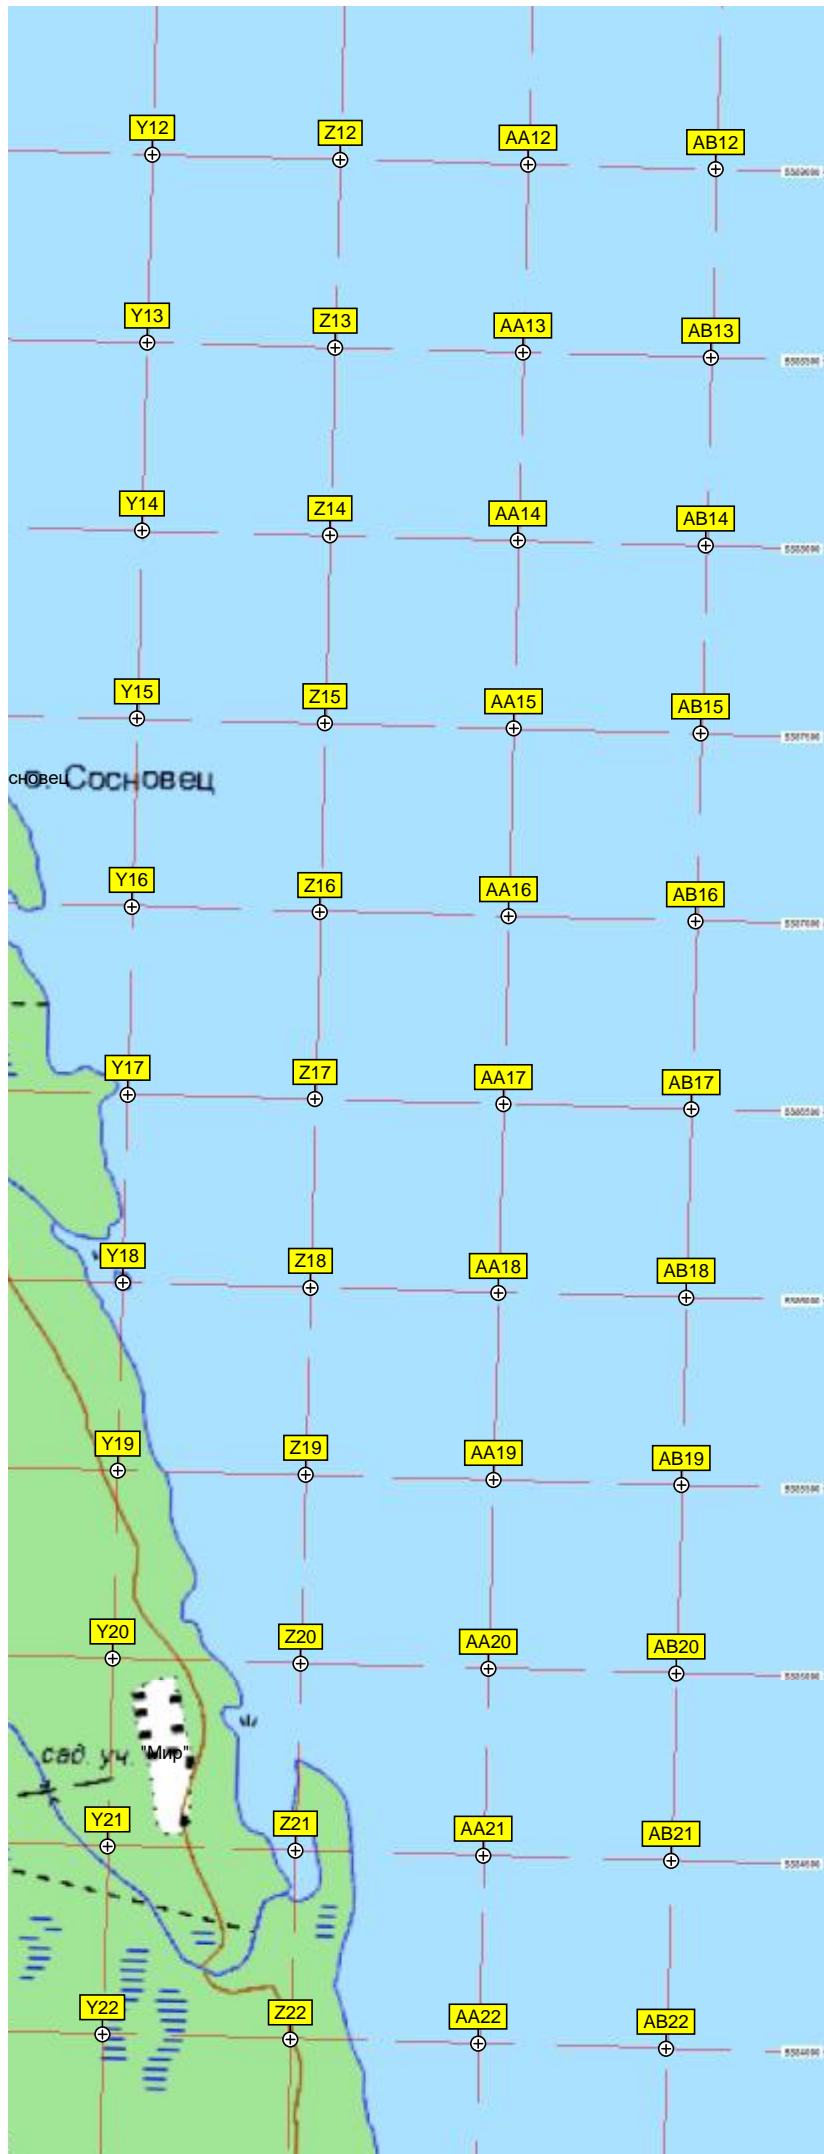 Y12 Z12 AA12 AB12
Y13 Z13 AA13 AB13
Y14 Z14 AA14 AB14
Y15 Z15 AA15 AB15
сновец
о. Сосновец
Y16 Z16 AA16 AB16
Y17 Z17 AA17 AB17
Y18 Z18 AA18 AB18
Y19 Z19 AA19 AB19
Y20 Z20 AA20 AB20
сад. уч. "Мир"
Y21 Z21 AA21 AB21
Y22 Z22 AA22 AB22